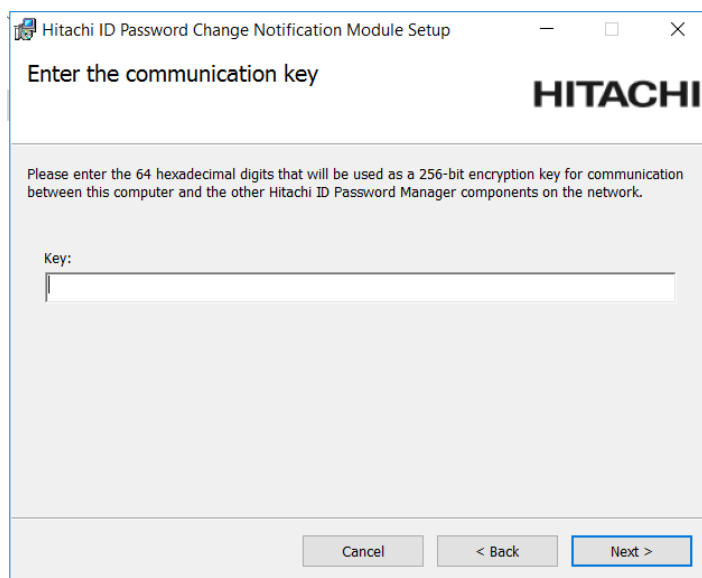 Hitachi ID Password Change Notification Module Setup
Enter the communication key
HITACHI
Please enter the 64 hexadecimal digits that will be used as a 256-bit encryption key for communication
between this computer and the other Hitachi ID Password Manager components on the network.
Key:
Cancel
< Back
Next >